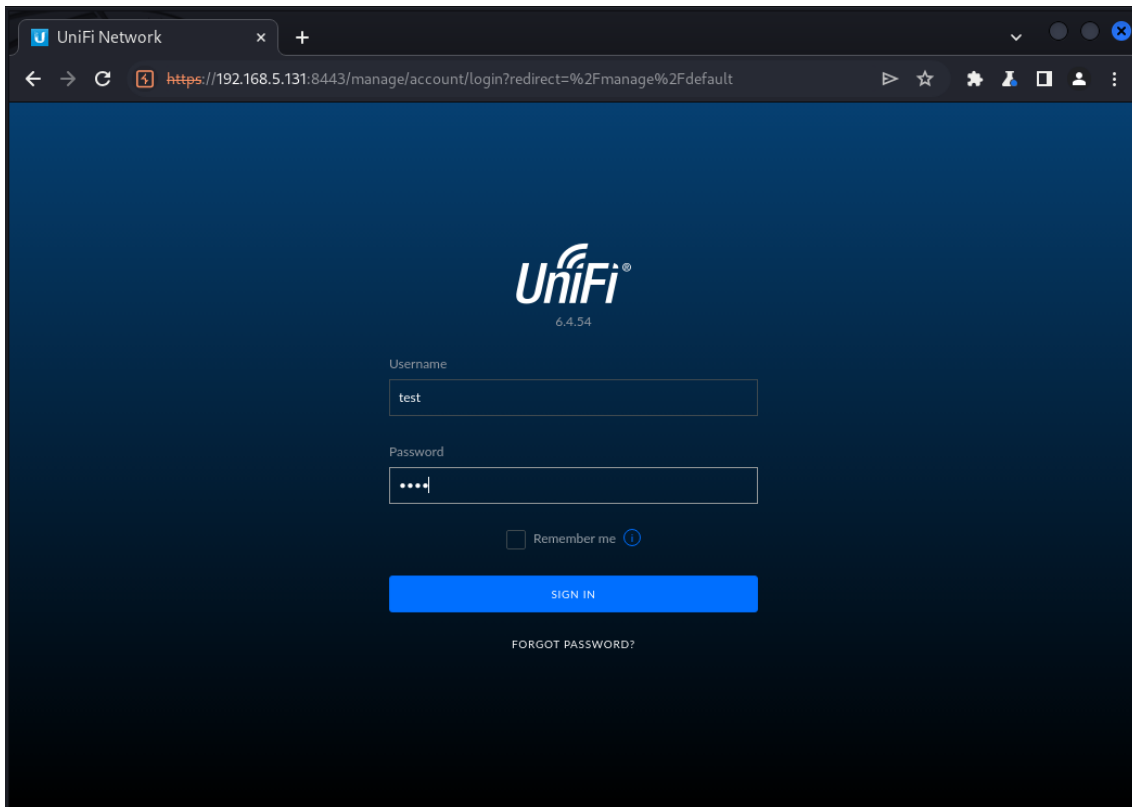 UniFi Network
https://192.168.5.131:8443/manage/account/login?redirect=%2Fmanage%2Fdefault
UniFi®
6.4.54
Username
test
Password
••••
Remember me
SIGN IN
FORGOT PASSWORD?